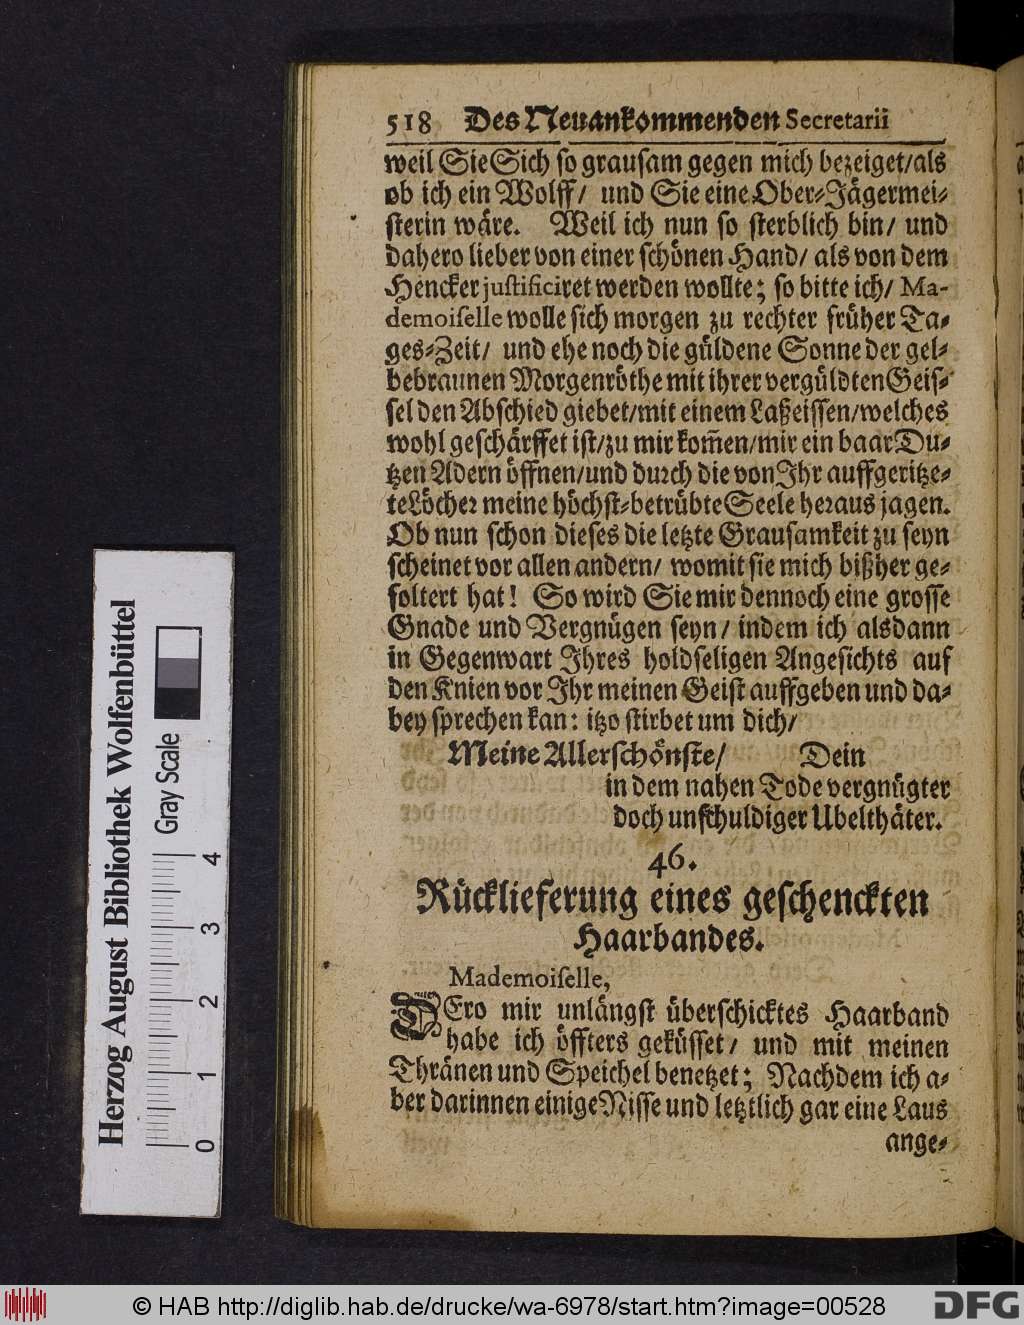 518 Des Neuankommenden Secretarii
weil Sie Sich so grausam gegen mich bezeiget/als
ob ich ein Wolff/ und Sie eine Ober-Jägermei-
sterin wäre. Weil ich nun so sterblich bin/ und
dahero lieber von einer schönen Hand/ als von dem
Hencker justificiret werden wollte; so bitte ich/ Ma-
demoiselle wolle sich morgen zu rechter früher Ta-
ges-Zeit/ und ehe noch die güldene Sonne der gel-
bebraunen Morgenröthe mit ihrer vergüldten Geis-
sel den Abschied giebet/mit einem Laßeissen/welches
wohl geschärffet ist/zu mir kom̃en/mir ein baar Du-
tzen Adern öffnen/und durch die von Ihr auffgeritze-
te Löcher meine höchst-betrübte Seele heraus jagen.
Ob nun schon dieses die letzte Grausamkeit zu seyn
scheinet vor allen andern/ womit sie mich bißher ge-
foltert hat! So wird Sie mir dennoch eine grosse
Gnade und Vergnügen seyn/ indem ich alsdann
in Gegenwart Ihres holdseligen Angesichts auf
den Knien vor Ihr meinen Geist auffgeben und da-
bey sprechen kan: itzo stirbet um dich/
Meine Allerschönste/ Dein
in dem nahen Tode vergnügter
doch unschuldiger Ubelthäter.
46.
Rücklieferung eines geschenckten
Haarbandes.
Mademoiselle,
DEro mir unlängst überschicktes Haarband
habe ich öffters geküsset/ und mit meinen
Thränen und Speichel benetzet; Nachdem ich a-
ber darinnen einige Nisse und letztlich gar eine Laus
ange-
Herzog August Bibliothek Wolfenbüttel
Gray Scale
0 1 2 3 4
© HAB http://diglib.hab.de/drucke/wa-6978/start.htm?image=00528
DFG